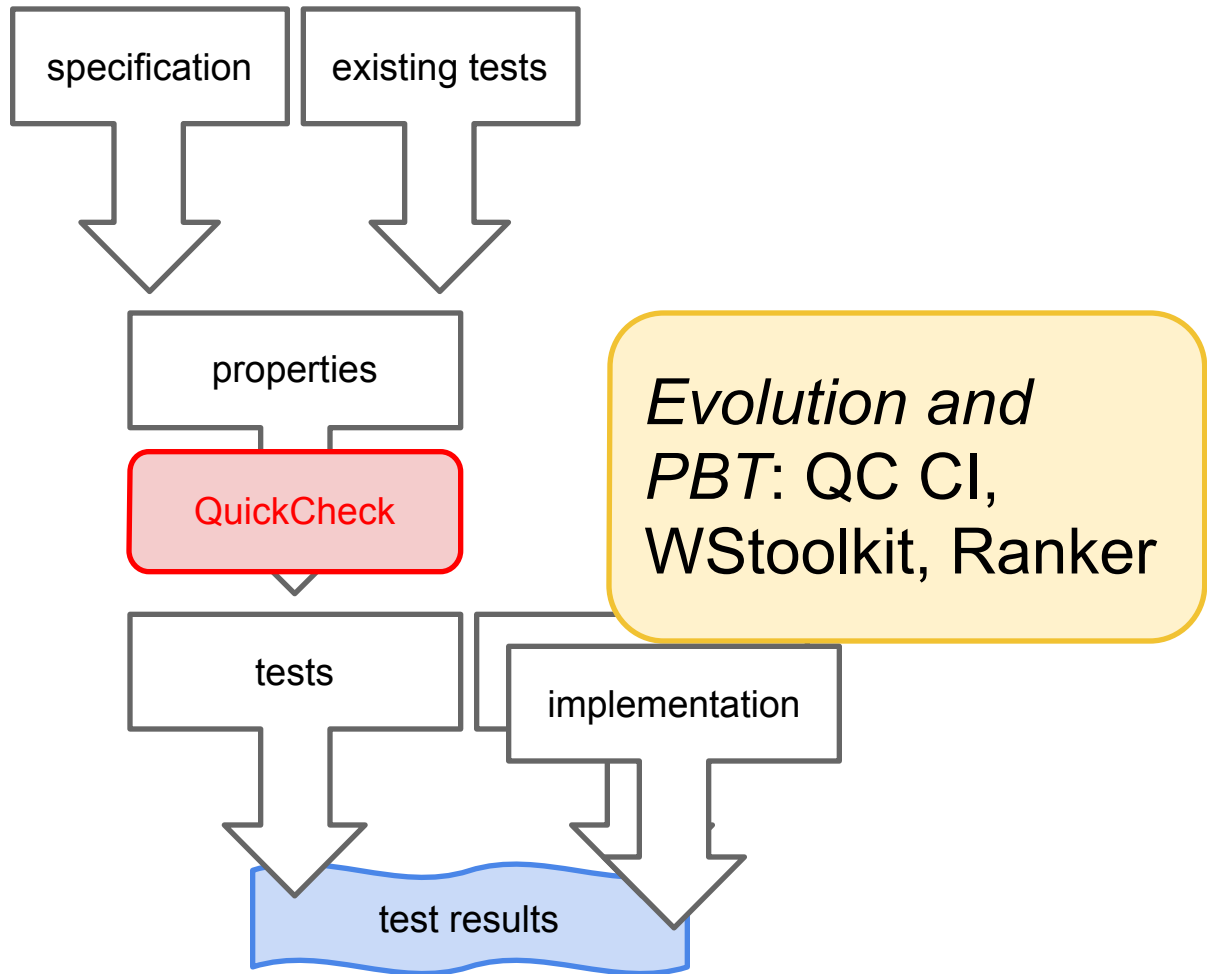 specification
existing tests
properties
QuickCheck
Evolution and
PBT: QC CI,
WStoolkit, Ranker
tests
implementation
test results